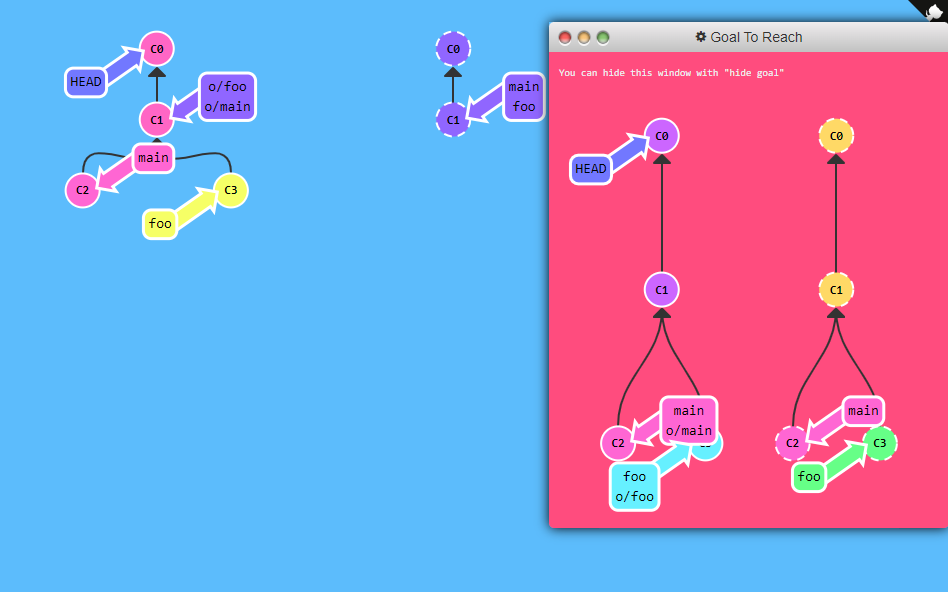 C0
HEAD
o/foo
o/main
C1
main
C2
C3
foo
C0
main
foo
C1
Goal To Reach
You can hide this window with "hide goal"
C0
HEAD
C1
main
o/main
C2
foo
o/foo
C0
C1
main
C2
C3
foo